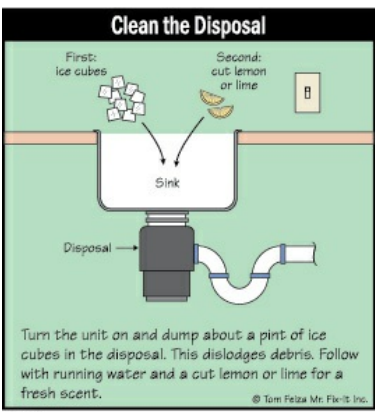 Clean the Disposal
First:
ice cubes
Second:
cut lemon
or lime
Sink
Disposal
Turn the unit on and dump about a pint of ice
cubes in the disposal. This dislodges debris. Follow
with running water and a cut lemon or lime for a
fresh scent.
© Tom Feiza Mr. Fix-It Inc.